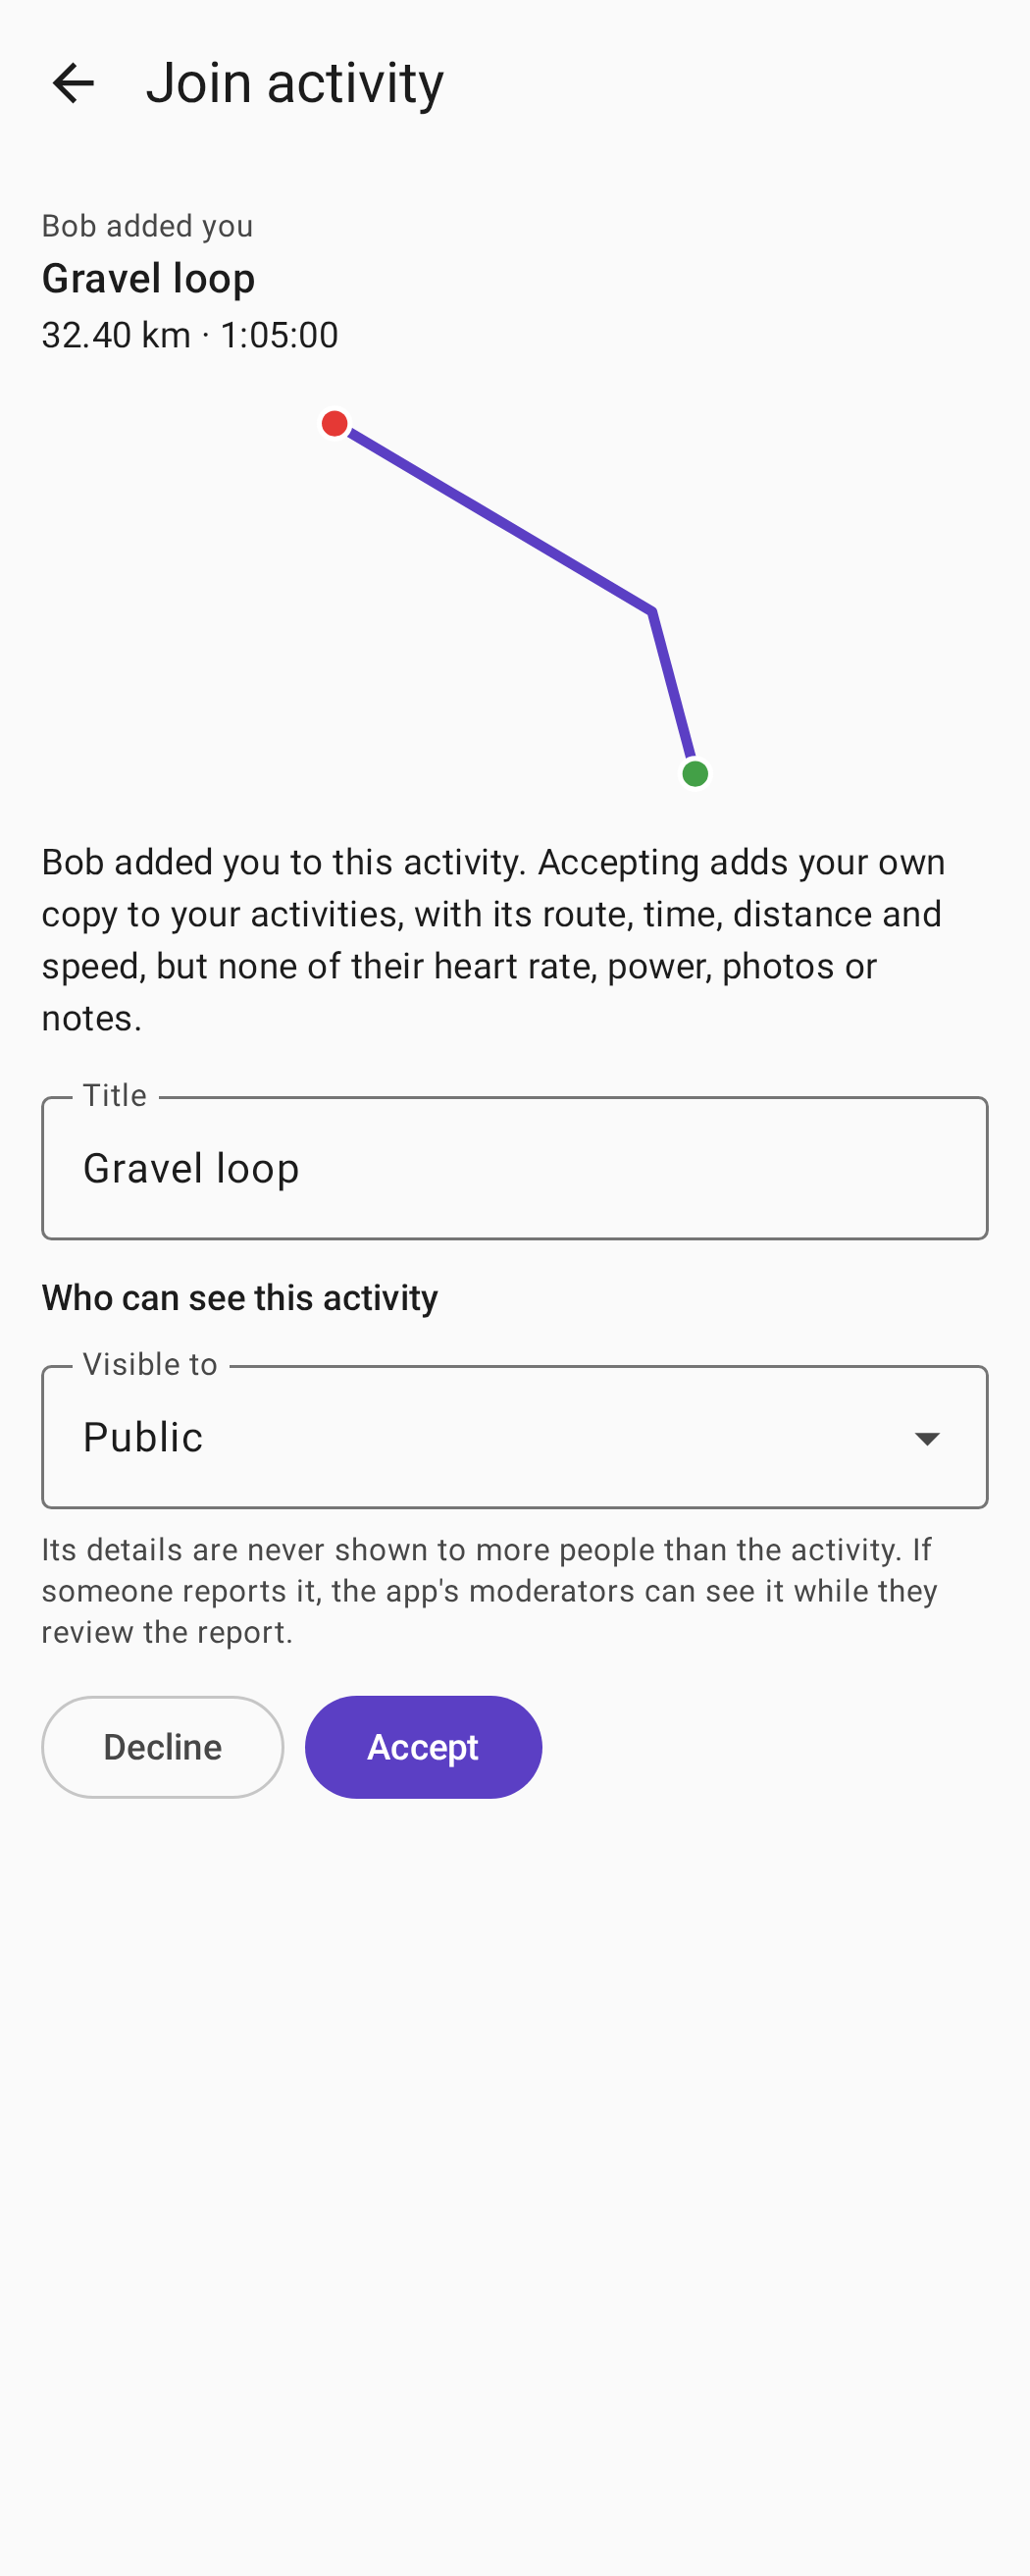 Join activity
Bob added you
Gravel loop
32.40 km · 1:05:00
Bob added you to this activity. Accepting adds your own
copy to your activities, with its route, time, distance and
speed, but none of their heart rate, power, photos or
notes.
Title
Gravel loop
Who can see this activity
Visible to
Public
Its details are never shown to more people than the activity. If
someone reports it, the app's moderators can see it while they
review the report.
Decline
Accept